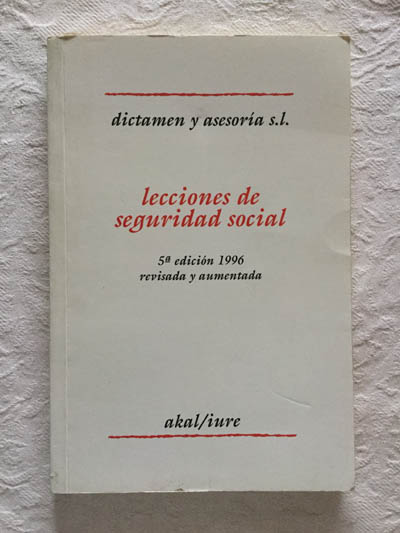 dictamen y asesoría s.l.
lecciones de
seguridad social
5ª edición 1996
revisada y aumentada
akal/iure